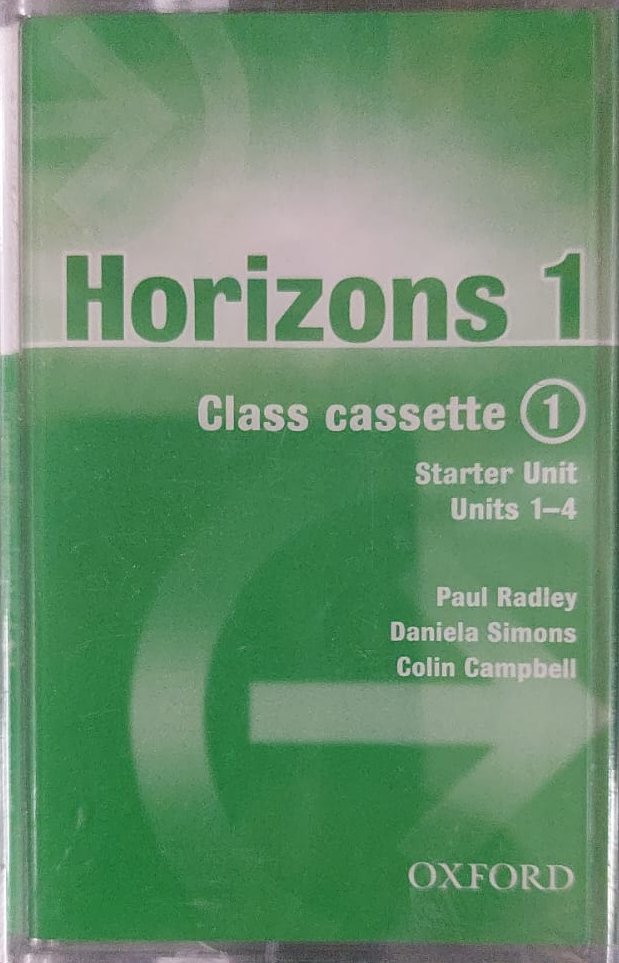 Horizons 1
Class cassette 1
Starter Unit
Units 1–4
Paul Radley
Daniela Simons
Colin Campbell
OXFORD